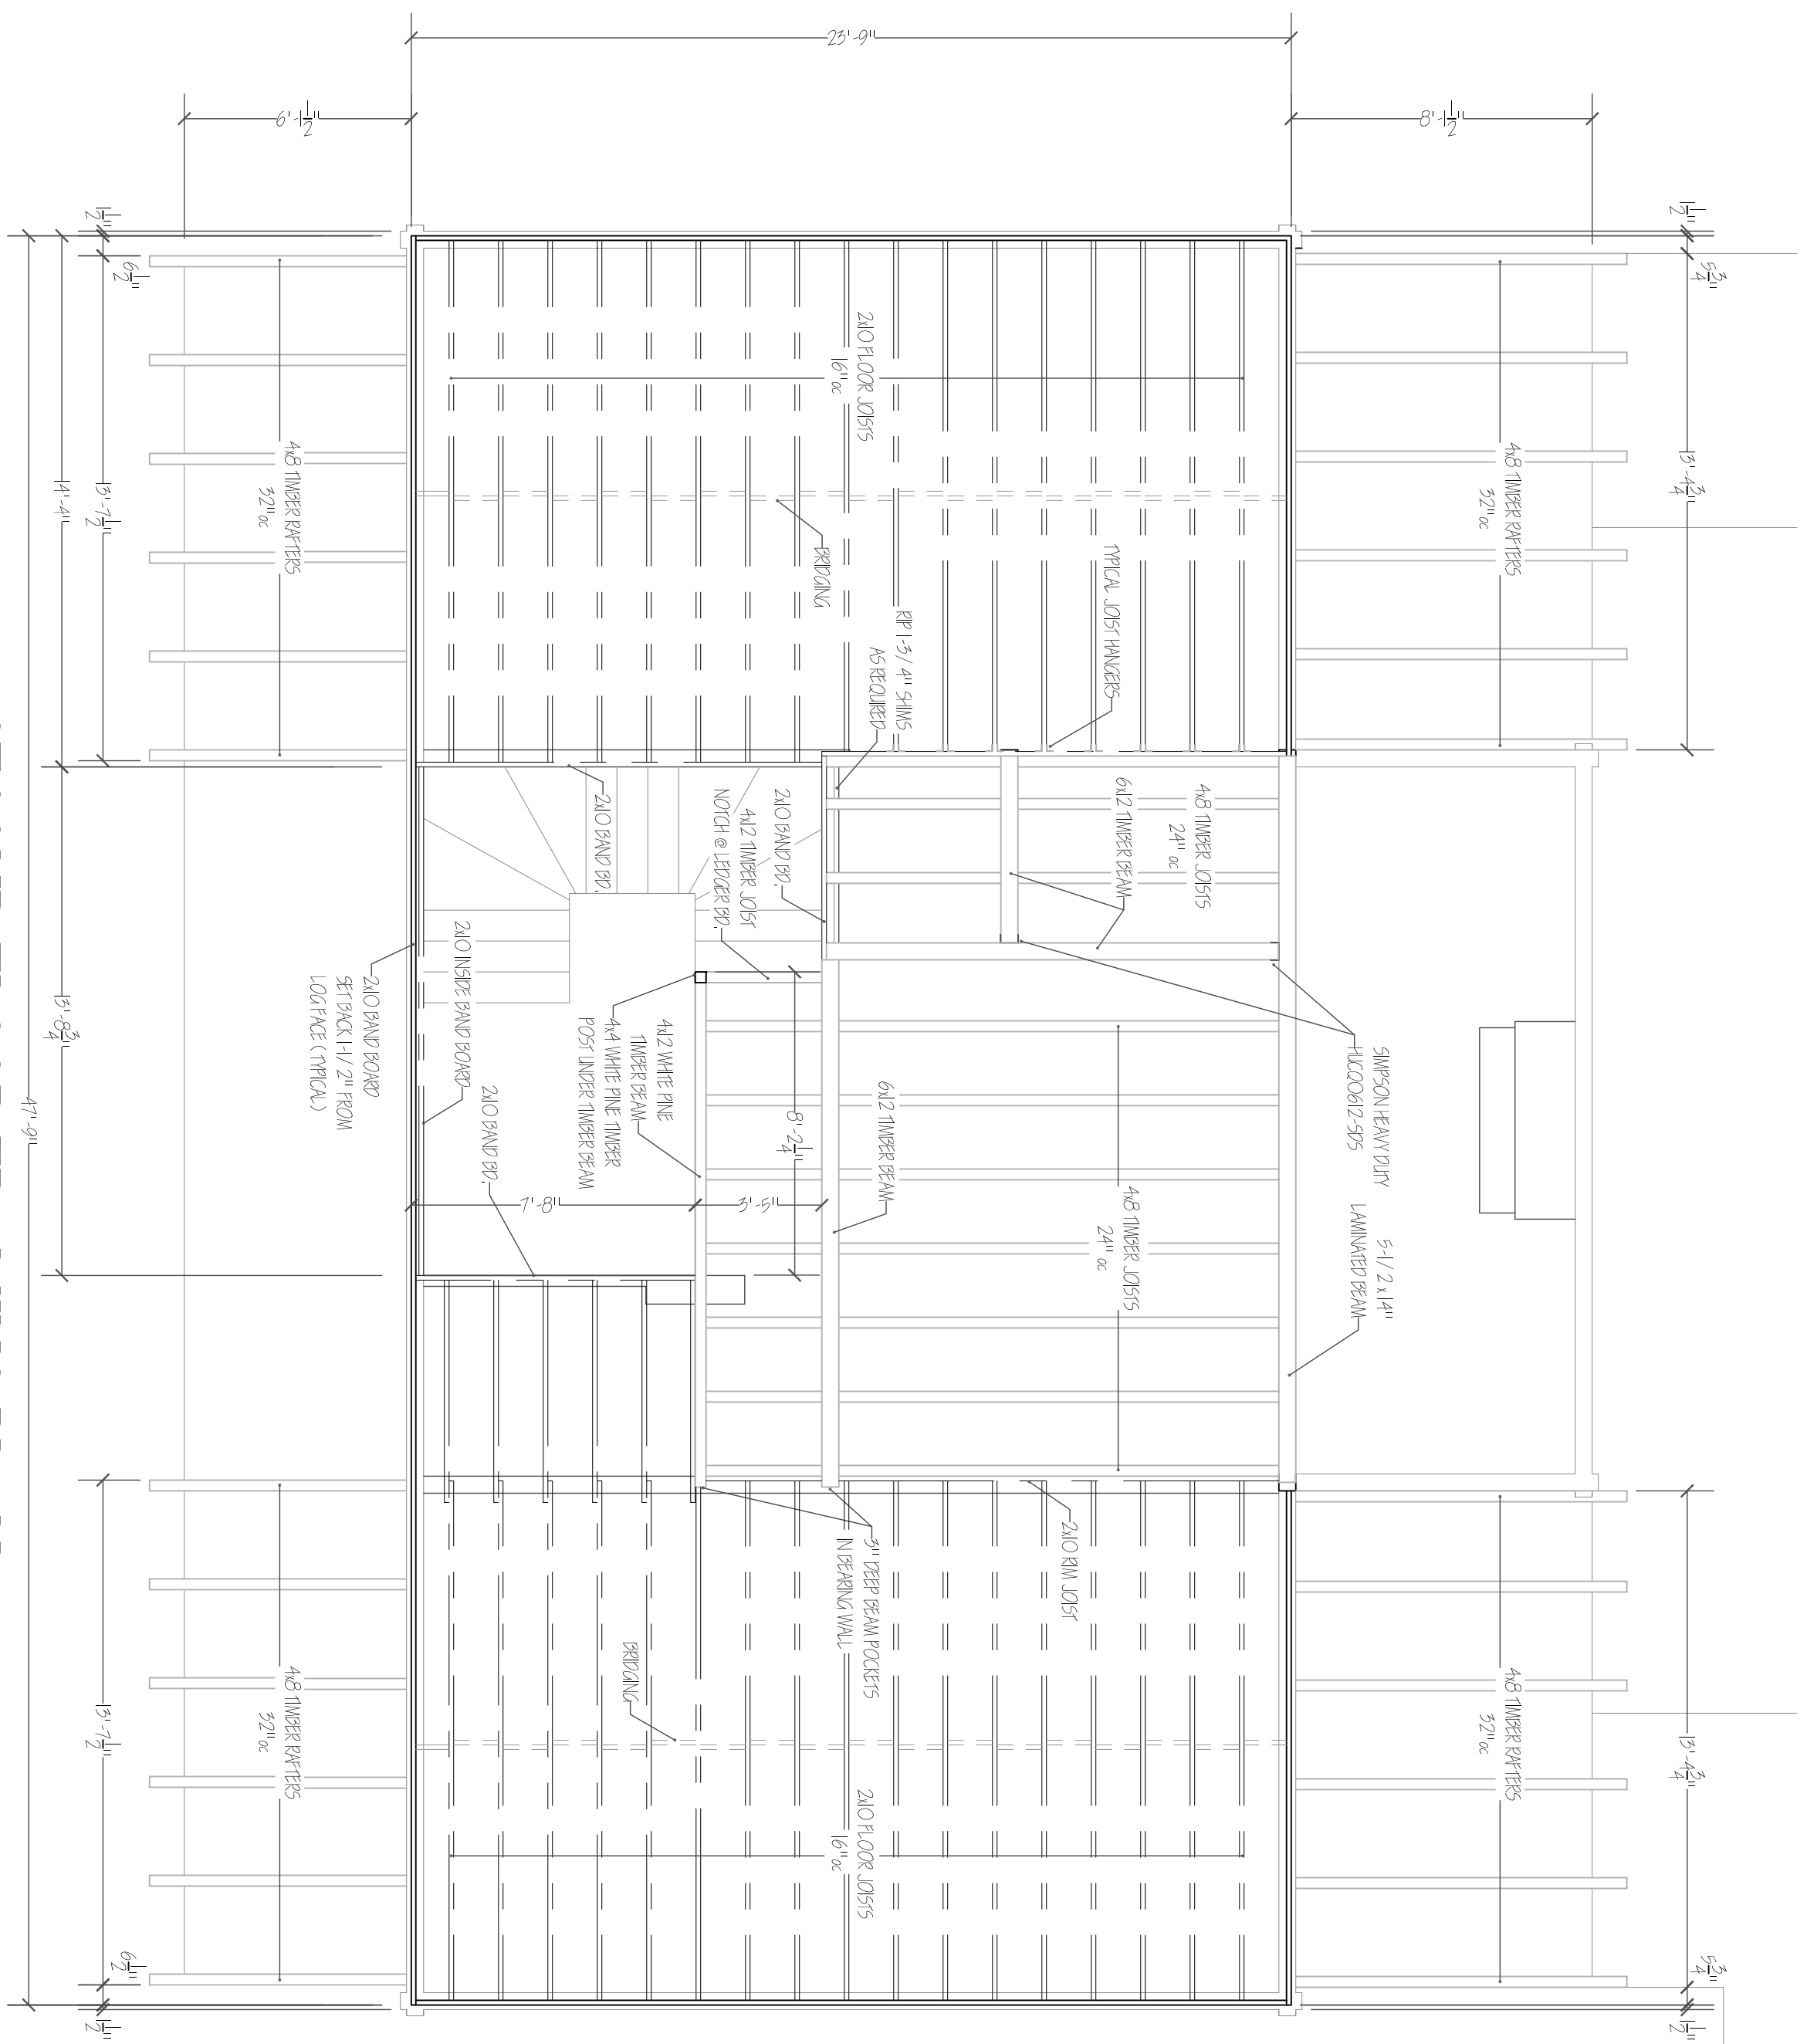 23'-9"
6'-1 1/2"
8'-1 1/2"
1 1/2"
6 1/2"
1 1/2"
5 3/4"
2x10 FLOOR JOISTS
16" oc
4x8 TIMBER RAFTERS
32" oc
4x8 TIMBER RAFTERS
32" oc
14'-4"
13'-7 1/2"
13'-4 3/4"
BRIDGING
TYPICAL JOIST HANGERS
RIP 1-3/4" SHIMS
AS REQUIRED
2x10 BAND BD.
4x12 TIMBER JOIST
NOTCH @ LEDGER BD.
2x10 BAND BD.
6x12 TIMBER BEAM
4x8 TIMBER JOISTS
24" oc
2x10 INSIDE BAND BOARD
2x10 BAND BOARD
SET BACK 1-1/2" FROM
LOG FACE (TYPICAL)
13'-8 3/4"
47'-9"
4x12 WHITE PINE
TIMBER BEAM
4x4 WHITE PINE TIMBER
POST UNDER TIMBER BEAM
2x10 BAND BD.
8'-2 1/4"
6x12 TIMBER BEAM
SIMPSON HEAVY DUTY
HUCQ0612-SDS
5-1/2 x 14"
LAMINATED BEAM
4x8 TIMBER JOISTS
24" oc
7'-8"
3'-5"
3" DEEP BEAM POCKETS
IN BEARING WALL
2x10 RIM JOIST
BRIDGING
2x10 FLOOR JOISTS
16" oc
4x8 TIMBER RAFTERS
32" oc
4x8 TIMBER RAFTERS
32" oc
13'-7 1/2"
13'-4 3/4"
6 1/2"
1 1/2"
5 3/4"
1 1/2"